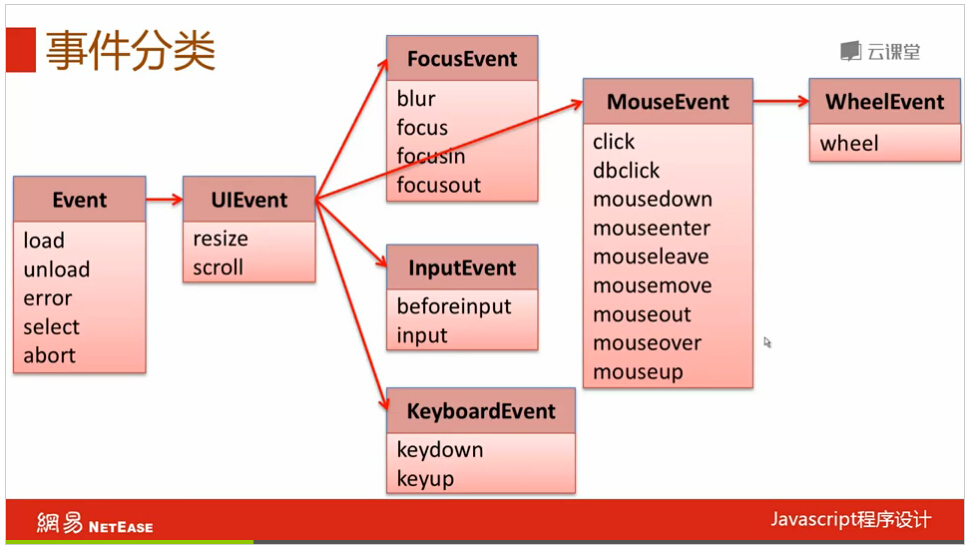 事件分类
云课堂
Event
load
unload
error
select
abort
UIEvent
resize
scroll
FocusEvent
blur
focus
focusin
focusout
InputEvent
beforeinput
input
KeyboardEvent
keydown
keyup
MouseEvent
click
dbclick
mousedown
mouseenter
mouseleave
mousemove
mouseout
mouseover
mouseup
WheelEvent
wheel
網易 NETEASE
Javascript程序设计